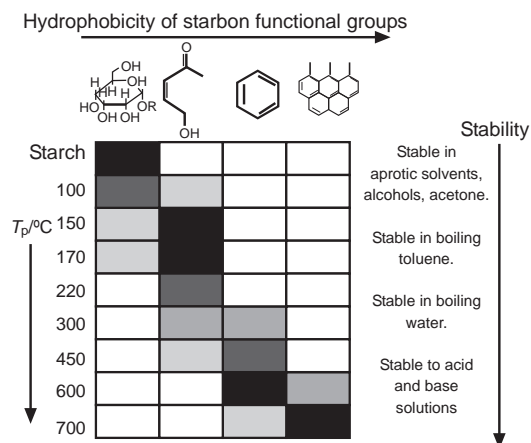 Hydrophobicity of starbon functional groups
OH
H
H
O
H
OH
HO
HO
H
OR
H
OH
O
OH
Stability
Starch
100
150
170
220
300
450
600
700
Tp/ºC
Stable in
aprotic solvents,
alcohols, acetone.
Stable in boiling
toluene.
Stable in boiling
water.
Stable to acid
and base
solutions